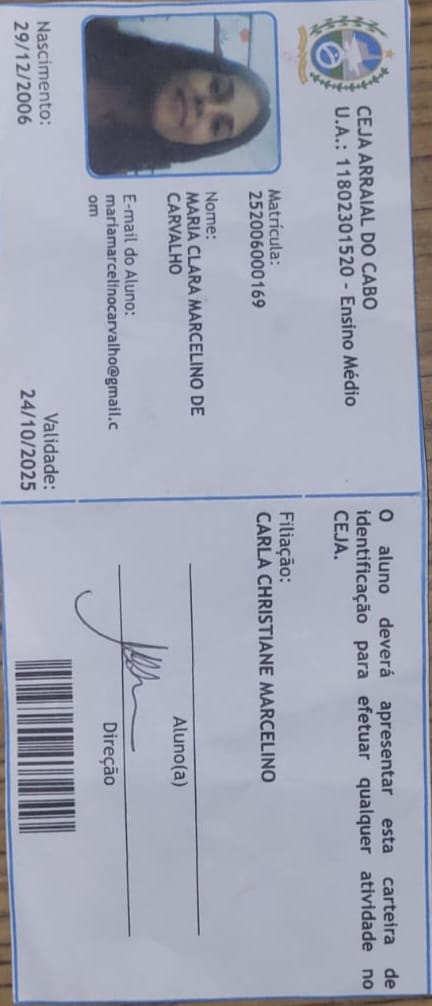 CEJA ARRAIAL DO CABO
U.A.: 11802301520 - Ensino Médio
Matrícula:
252006000169
Nome:
MARIA CLARA MARCELINO DE
CARVALHO
E-mail do Aluno:
mariamarcelinocarvalho@gmail.c
om
Nascimento:
29/12/2006
Validade:
24/10/2025
O aluno deverá apresentar esta carteira de
identificação para efetuar qualquer atividade no
CEJA.
Filiação:
CARLA CHRISTIANE MARCELINO
Aluno(a)
Direção